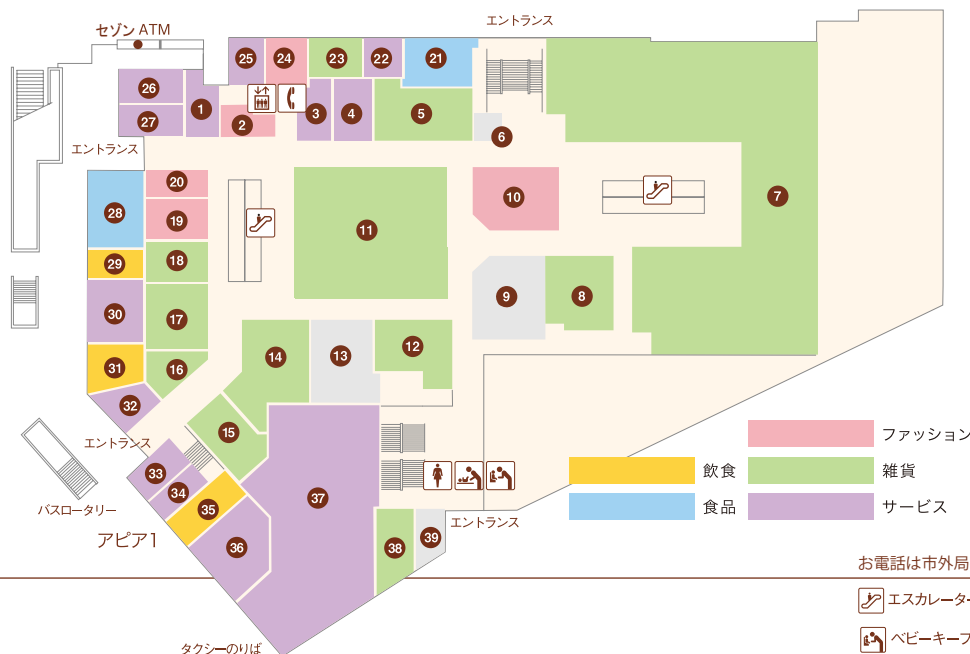 エントランス
セゾン ATM
25
24
23
22
21
26
1
27
2
3
4
5
6
エントランス
20
28
19
10
7
11
18
29
30
17
9
8
14
13
12
31
16
32
15
エントランス
ファッション
33
飲食
雑貨
34
37
35
食品
サービス
バスロータリー
エントランス
アピア1
36
38
39
お電話は市外局
エスカレーター
ベビーキープ
タクシーのりば